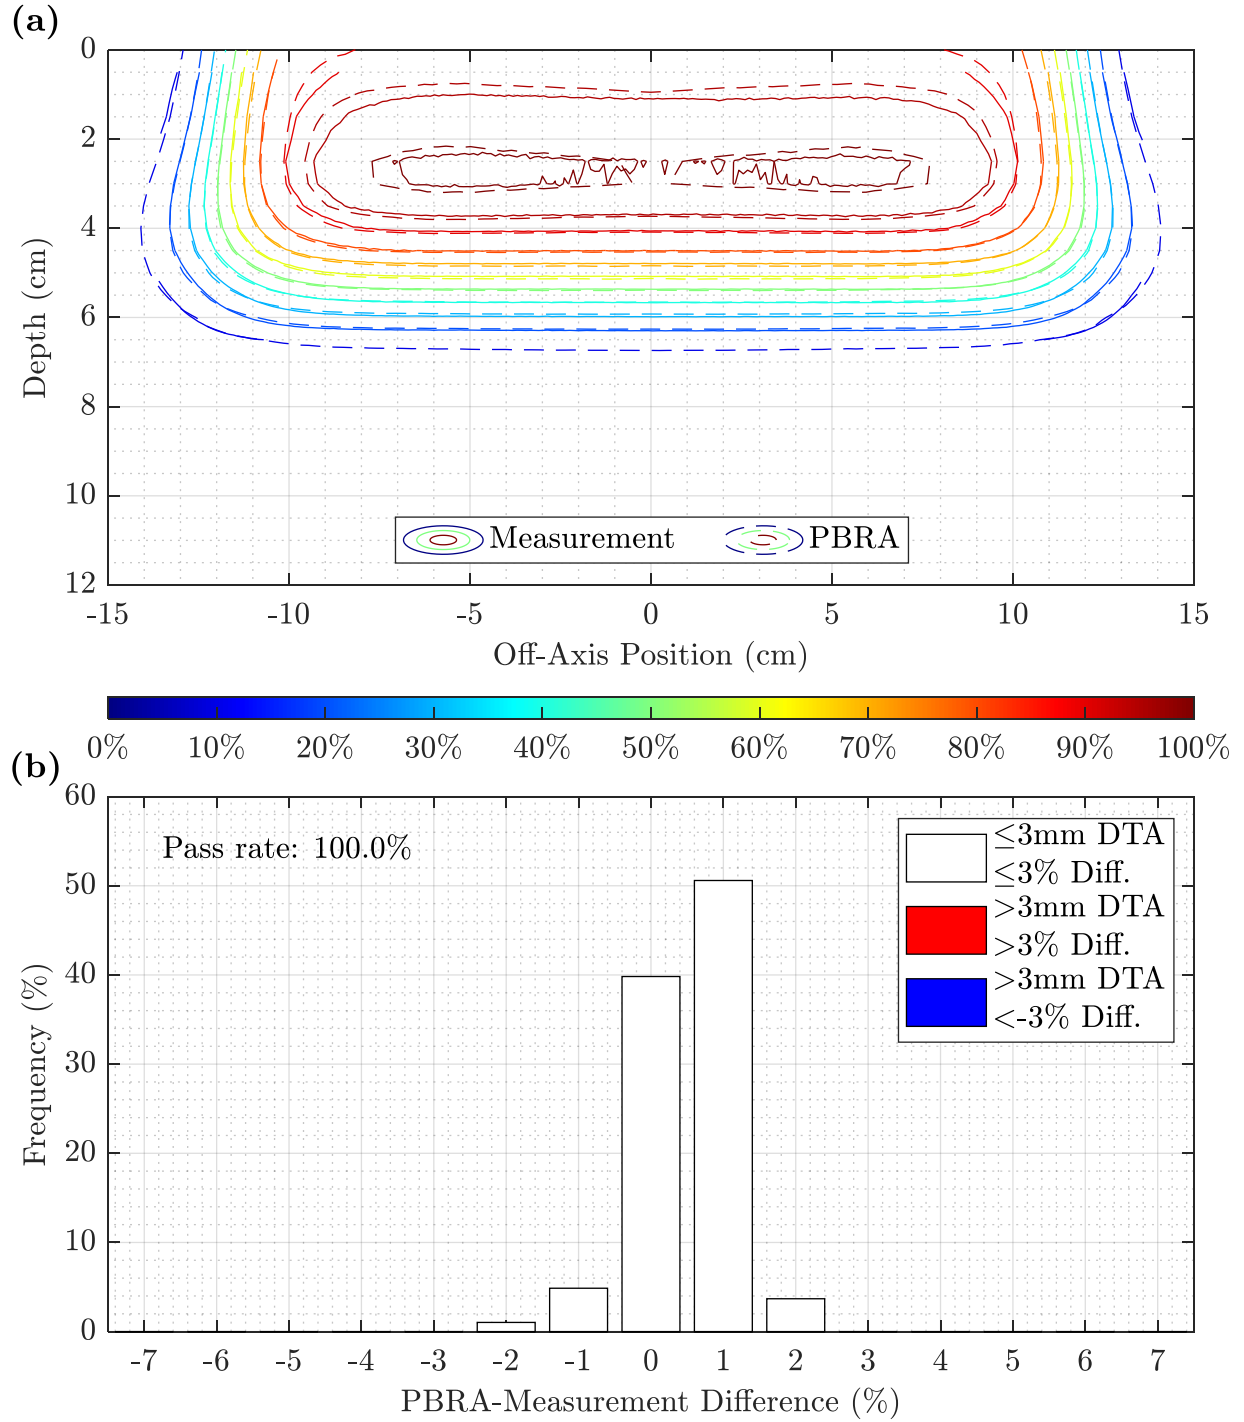 (a)
0
2
4
6
8
10
12
Depth (cm)
Measurement
PBRA
-15 -10 -5 0 5 10 15
Off-Axis Position (cm)
0% 10% 20% 30% 40% 50% 60% 70% 80% 90% 100%
(b)
60
50
40
30
20
10
0
Frequency (%)
Pass rate: 100.0%
≤3mm DTA
≤3% Diff.
>3mm DTA
>3% Diff.
>3mm DTA
<-3% Diff.
-7 -6 -5 -4 -3 -2 -1 0 1 2 3 4 5 6 7
PBRA-Measurement Difference (%)